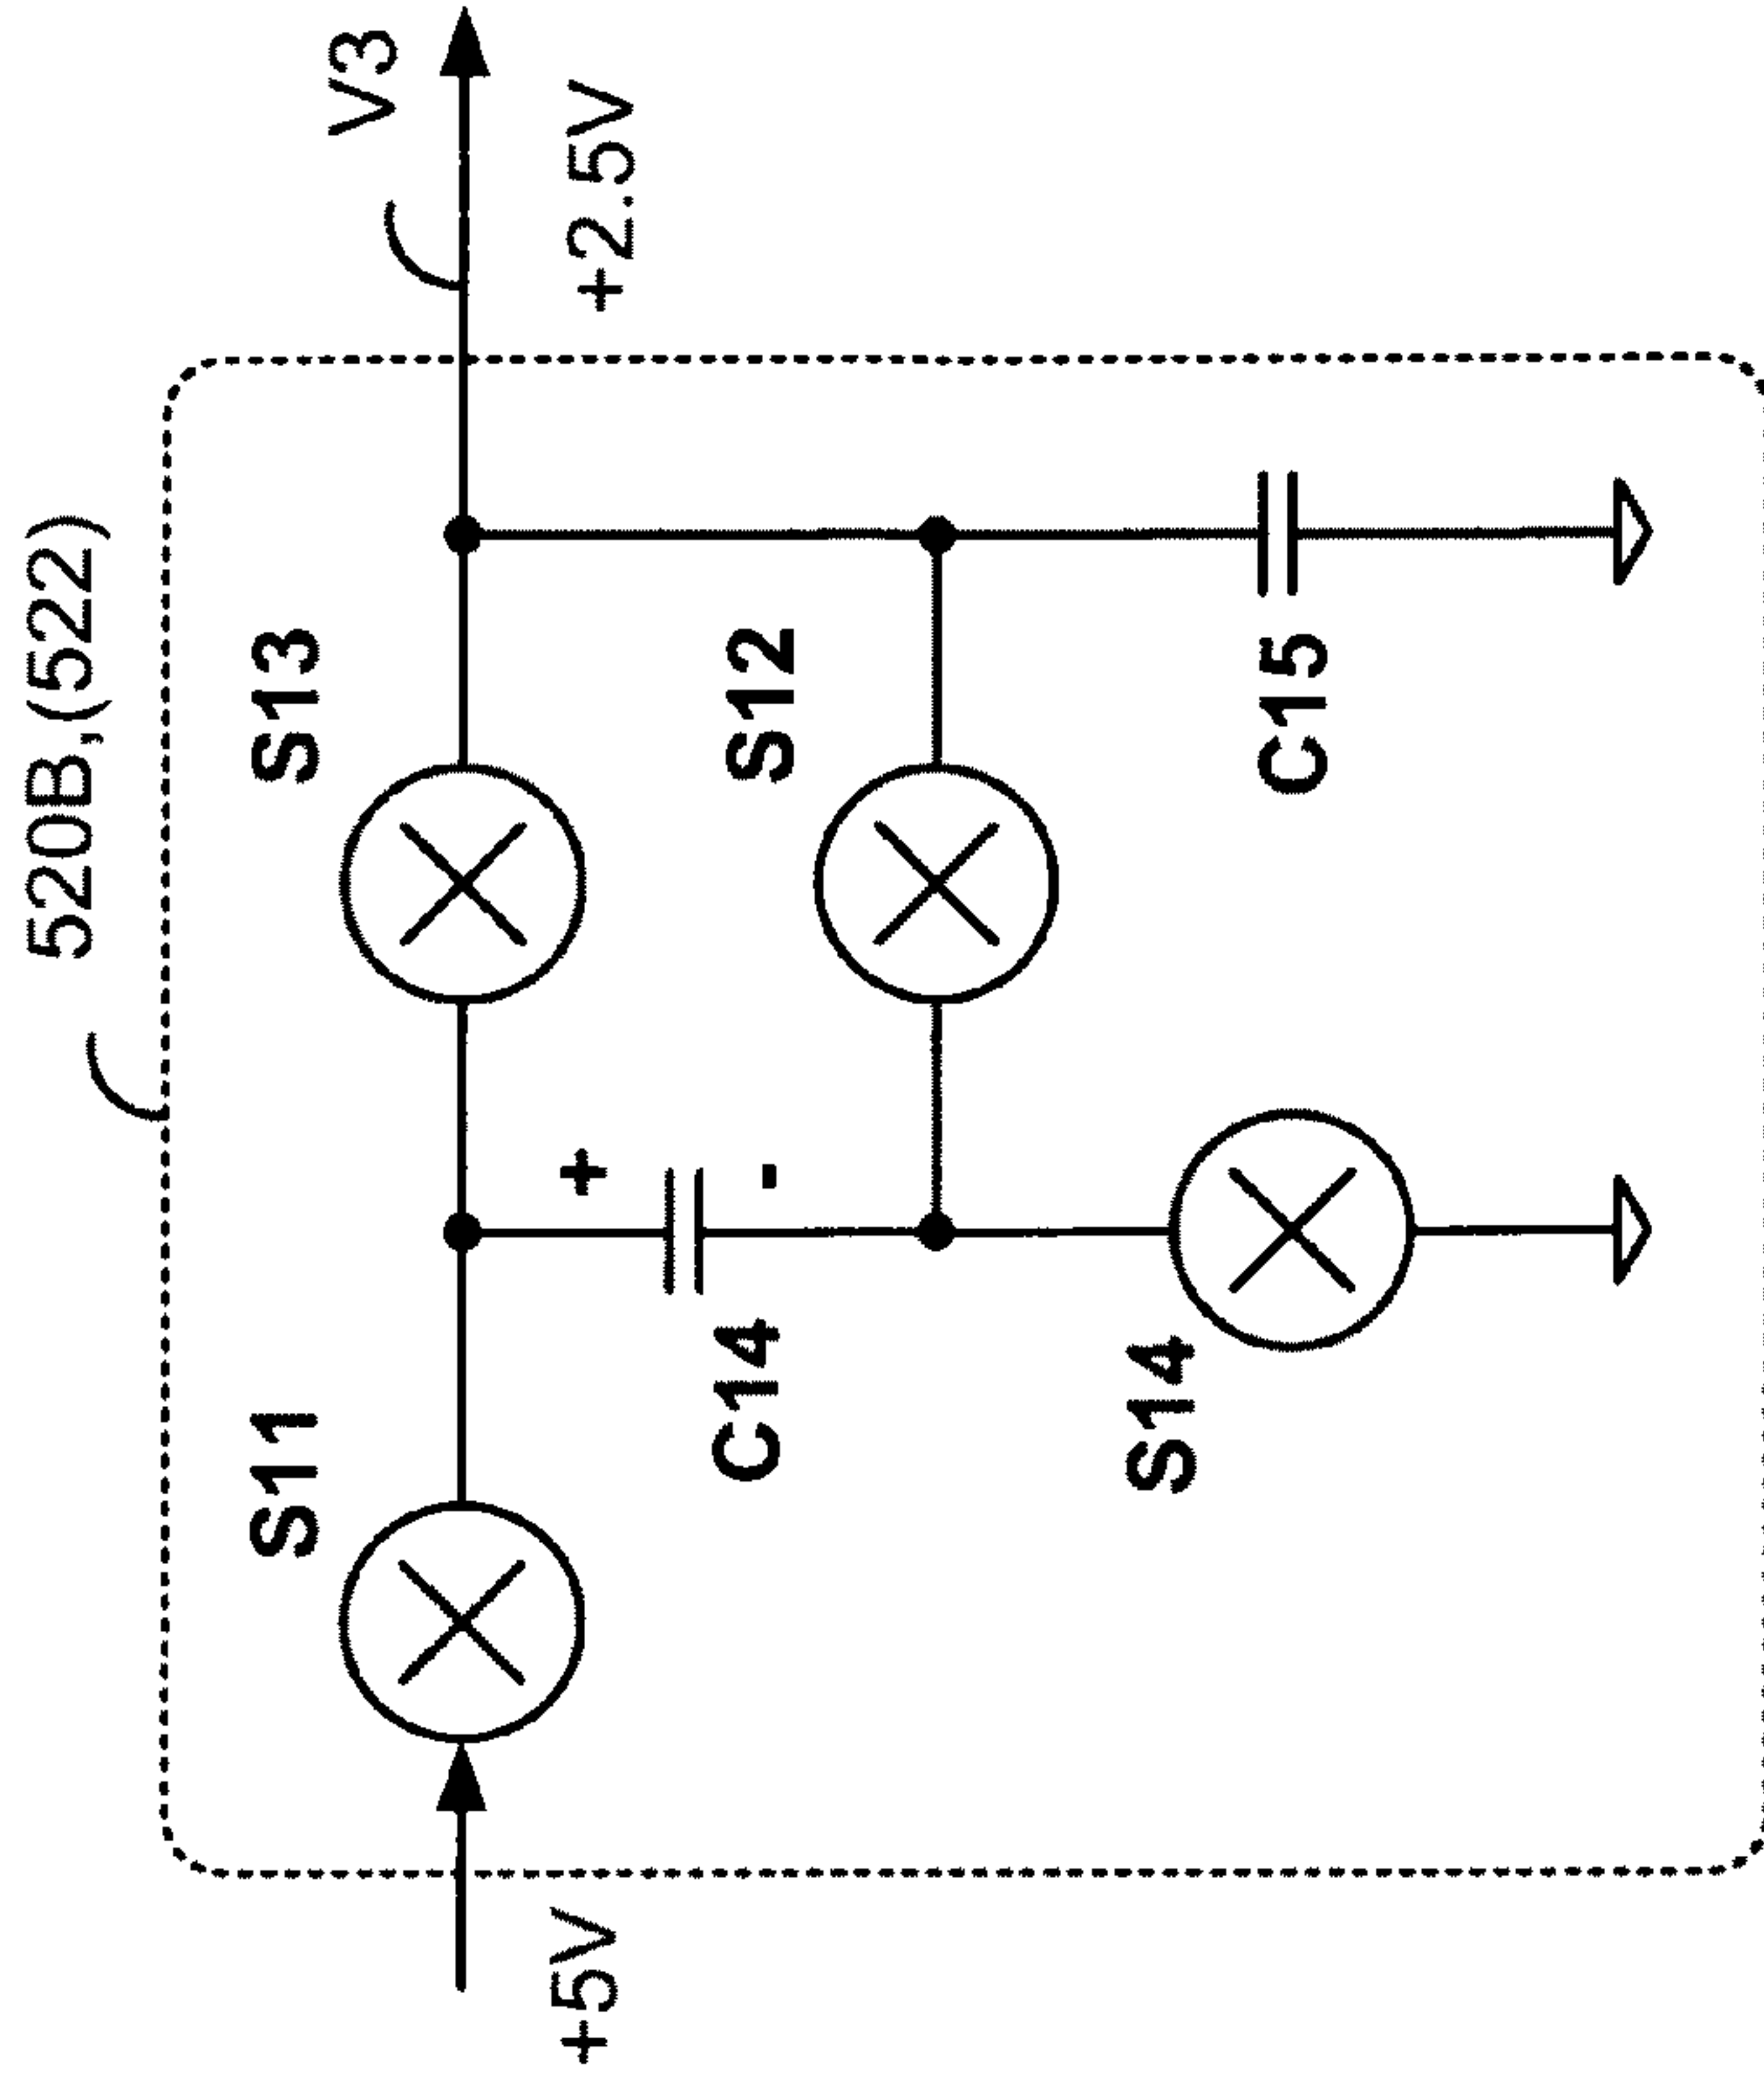 520B,(522)
S11
S13
V3
+5V
+
+2.5V
C14
-
S12
S14
C15